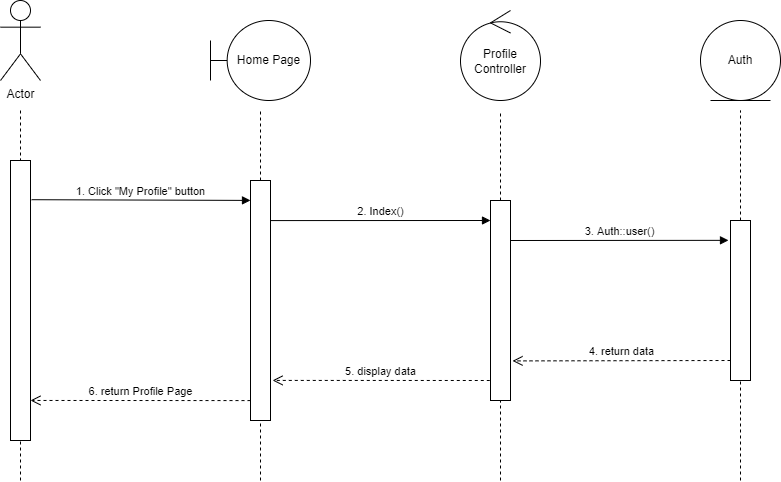 Home Page
Profile
Controller
Auth
Actor
1. Click "My Profile" button
2. Index()
3. Auth::user()
4. return data
5. display data
6. return Profile Page